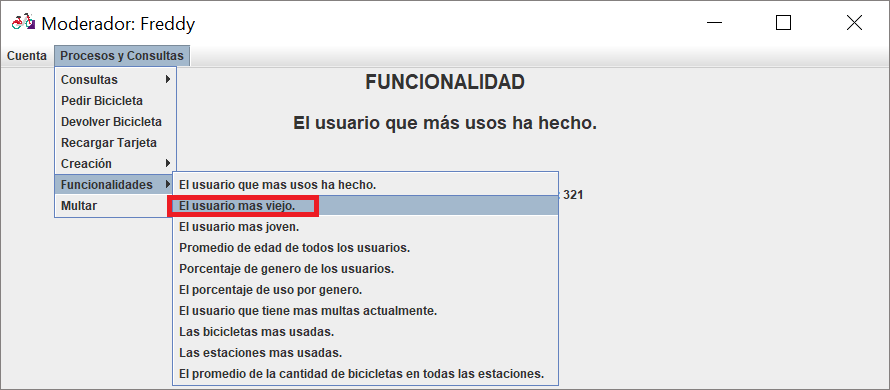 Moderador: Freddy
Cuenta Procesos y Consultas
FUNCIONALIDAD
El usuario que más usos ha hecho.
Consultas
Pedir Bicicleta
Devolver Bicicleta
Recargar Tarjeta
Creación
Funcionalidades
Multar
El usuario que mas usos ha hecho.
El usuario mas viejo.
El usuario mas joven.
Promedio de edad de todos los usuarios.
Porcentaje de genero de los usuarios.
El porcentaje de uso por genero.
El usuario que tiene mas multas actualmente.
Las bicicletas mas usadas.
Las estaciones mas usadas.
El promedio de la cantidad de bicicletas en todas las estaciones.
321